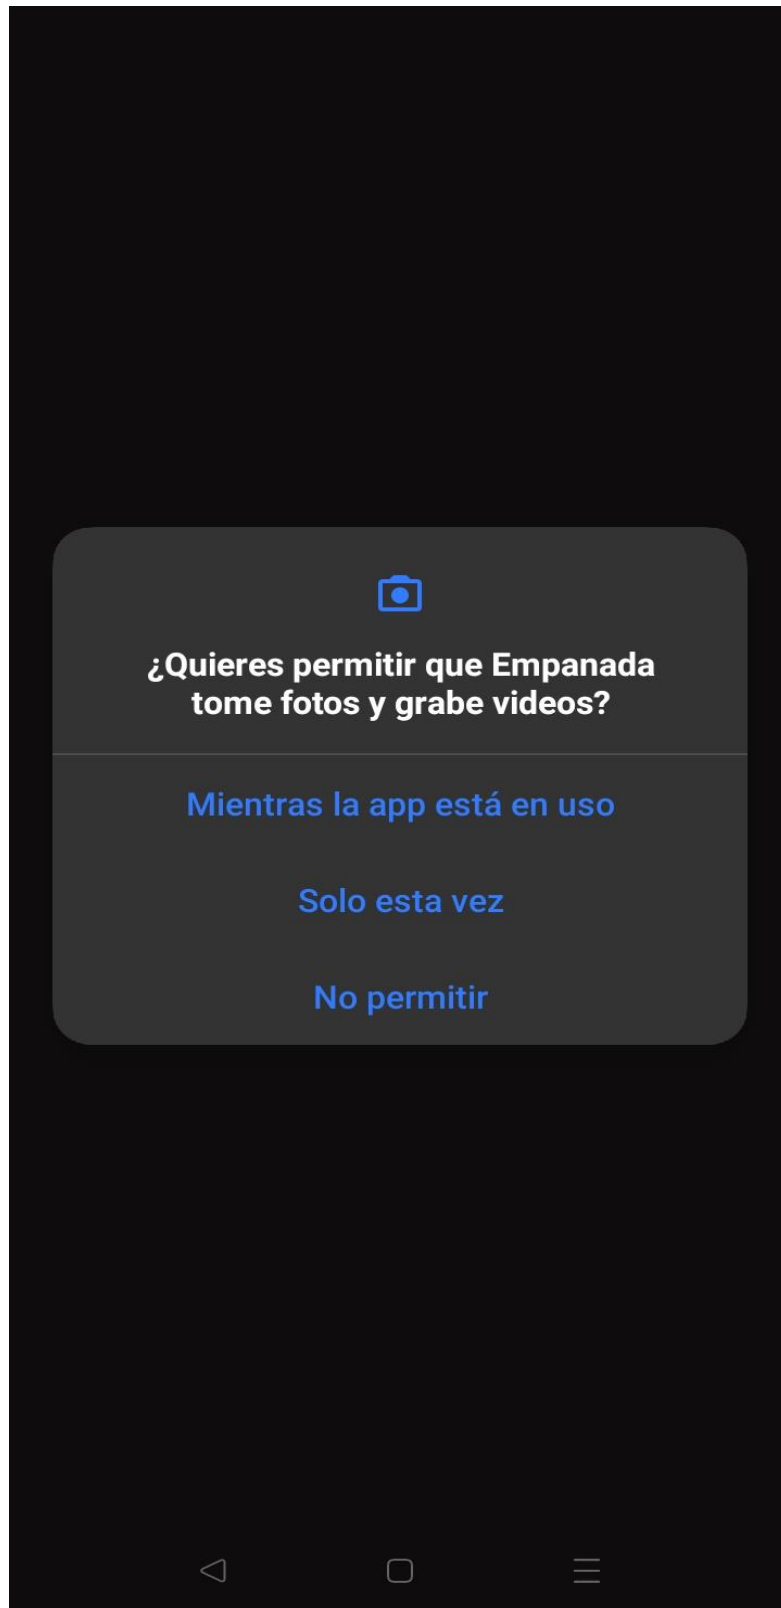 ¿Quieres permitir que Empanada
tome fotos y grabe videos?
Mientras la app está en uso
Solo esta vez
No permitir